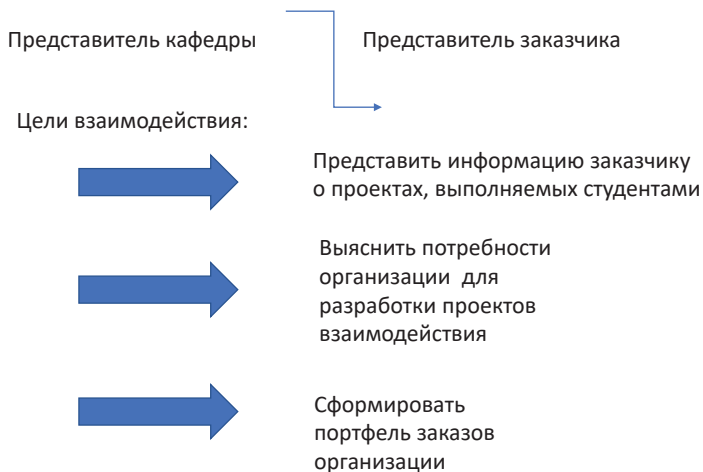 Представитель кафедры
Представитель заказчика
Цели взаимодействия:
Представить информацию заказчику
о проектах, выполняемых студентами
Выяснить потребности
организации для
разработки проектов
взаимодействия
Сформировать
портфель заказов
организации